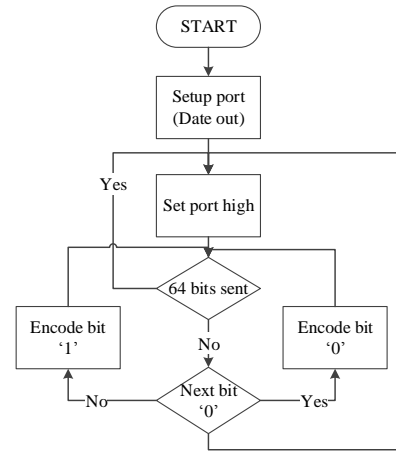 START
Setup port
(Date out)
Yes
Set port high
64 bits sent
Encode bit
‘1’
Encode bit
‘0’
No
Next bit
‘0’
No
Yes